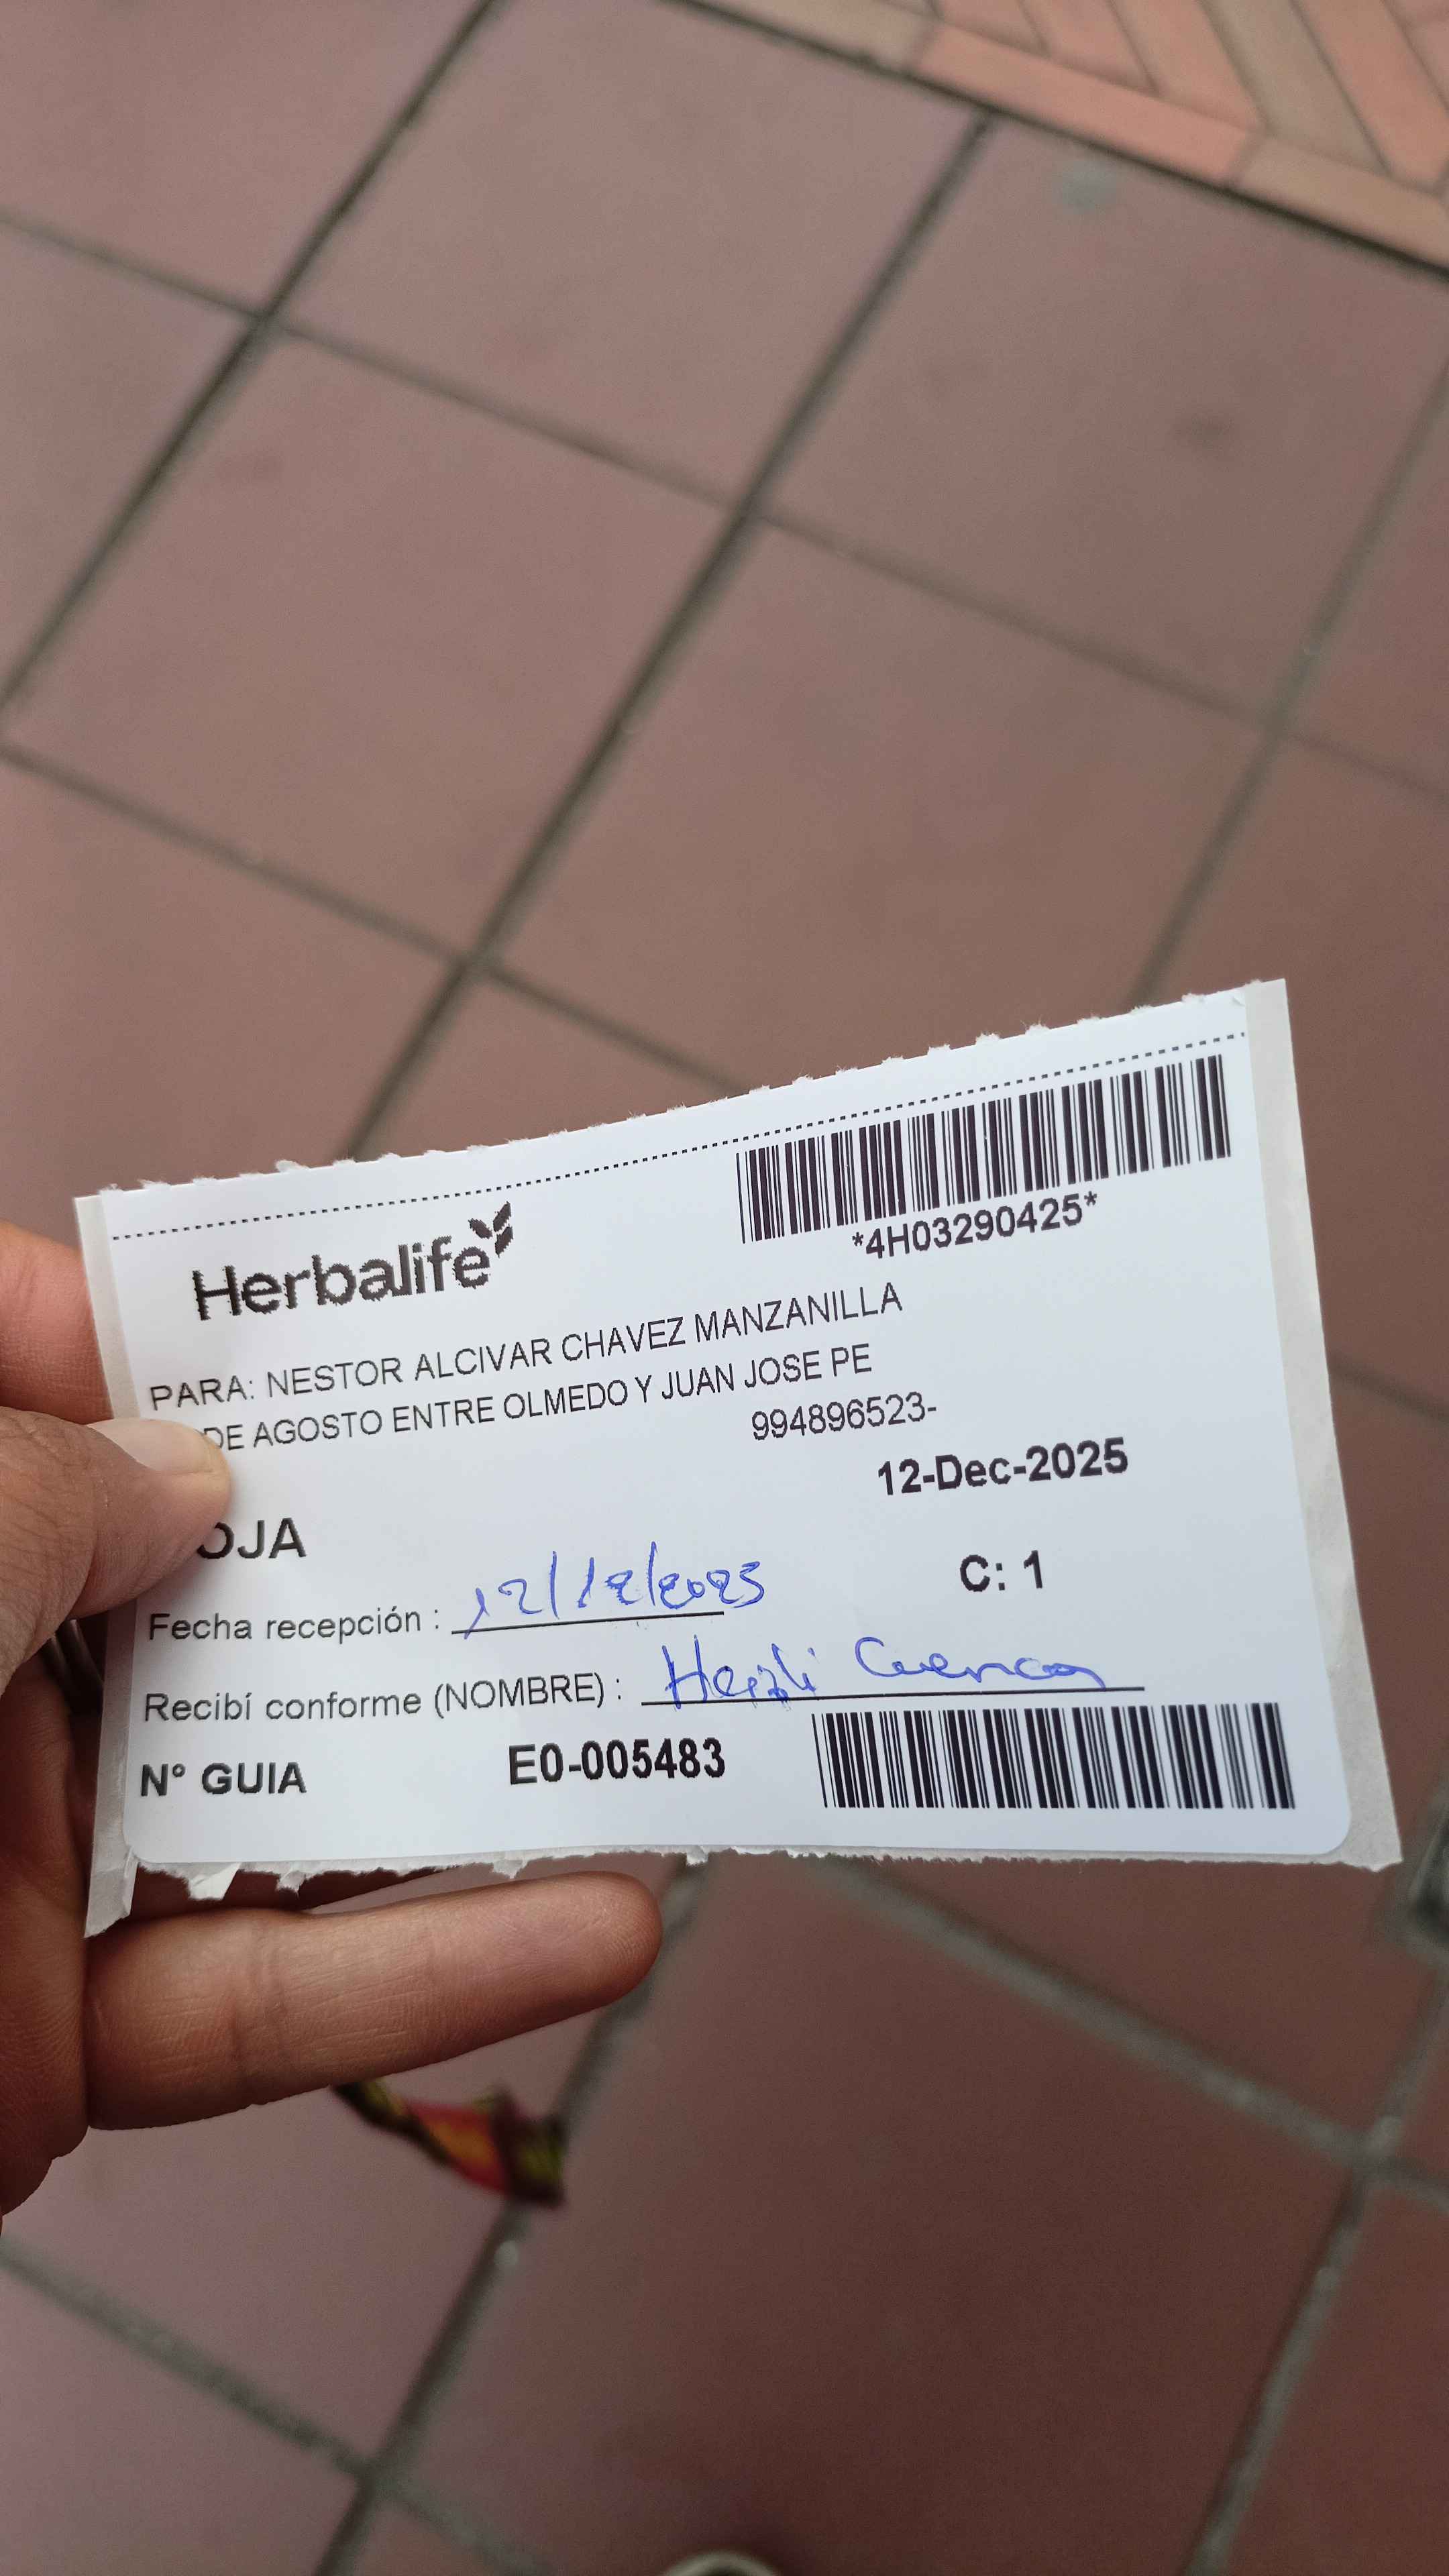 *4H03290425*
Herbalife
PARA: NESTOR ALCIVAR CHAVEZ MANZANILLA
DE AGOSTO ENTRE OLMEDO Y JUAN JOSE PE
994896523-
12-Dec-2025
OJA
C: 1
Fecha recepción : 12/12/2025
Recibí conforme (NOMBRE) : Cuenca
N° GUIA E0-005483